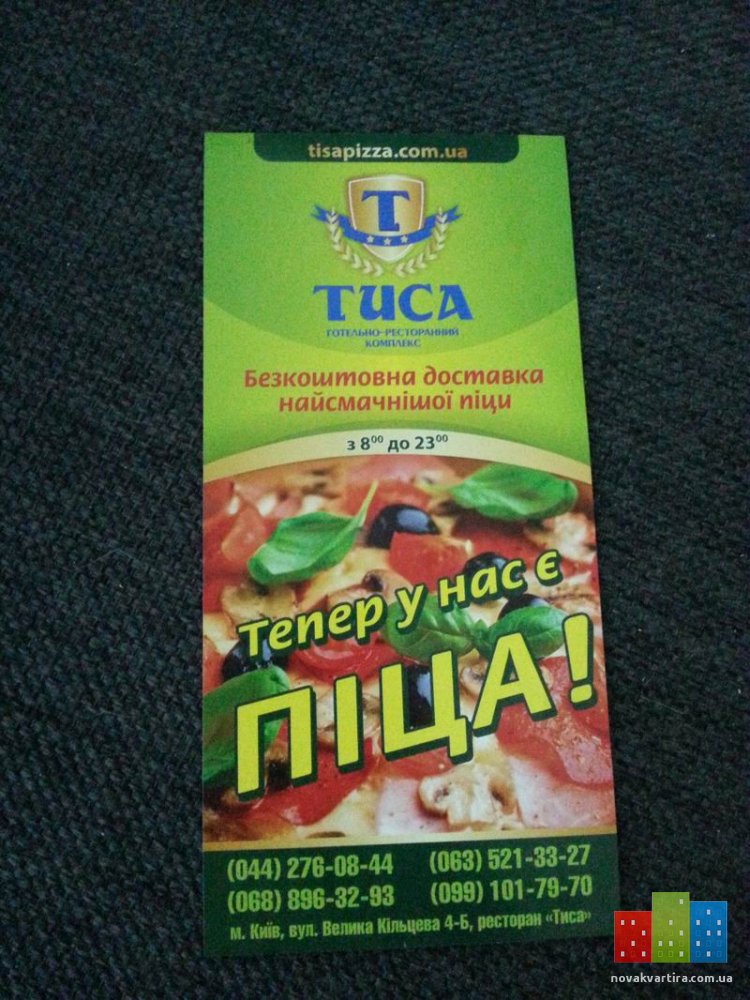 tisapizza.com.ua
Т
ТИСА
ГОТЕЛЬНО-РЕСТОРАННИЙ
КОМПЛЕКС
Безкоштовна доставка
найсмачнішої піци
з 8⁰⁰ до 23⁰⁰
Тепер у нас є
ПІЦА!
(044) 276-08-44 (063) 521-33-27
(068) 896-32-93 (099) 101-79-70
м. Київ, вул. Велика Кільцева 4-Б, ресторан «Тиса»
novakvartira.com.ua